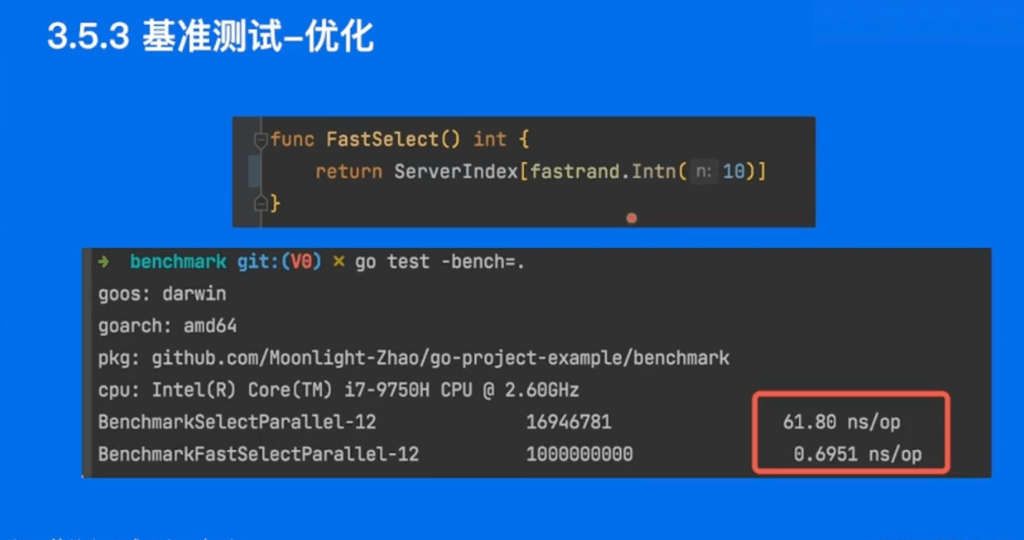 3.5.3 基准测试-优化
func FastSelect() int {
return ServerIndex[fastrand.Intn( n: 10)]
}
➜ benchmark git:(V0) ✗ go test -bench=.
goos: darwin
goarch: amd64
pkg: github.com/Moonlight-Zhao/go-project-example/benchmark
cpu: Intel(R) Core(TM) i7-9750H CPU @ 2.60GHz
BenchmarkSelectParallel-12 16946781 61.80 ns/op
BenchmarkFastSelectParallel-12 1000000000 0.6951 ns/op